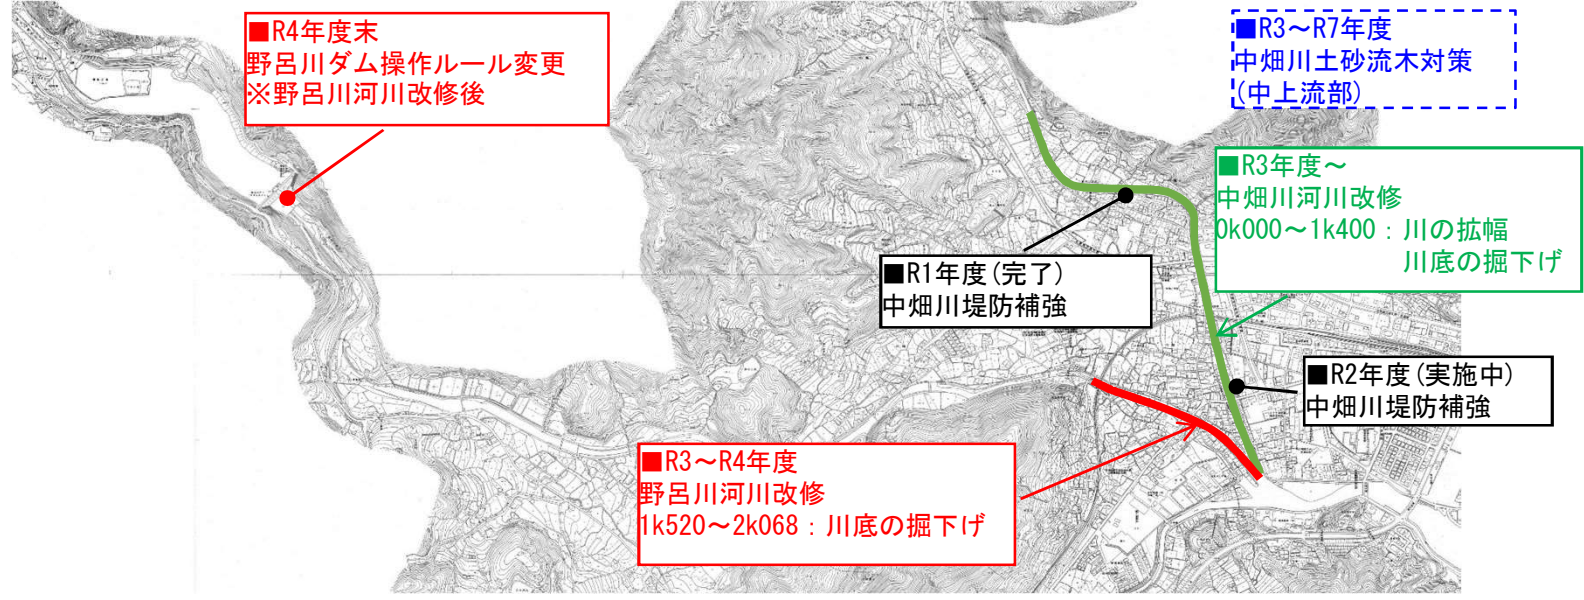 ■R4年度末
野呂川ダム操作ルール変更
※野呂川河川改修後
■R3～R7年度
中畑川土砂流木対策
(中上流部)
■R3年度～
中畑川河川改修
0k000～1k400：川の拡幅
川底の掘下げ
■R1年度(完了)
中畑川堤防補強
■R2年度(実施中)
中畑川堤防補強
■R3～R4年度
野呂川河川改修
1k520～2k068：川底の掘下げ